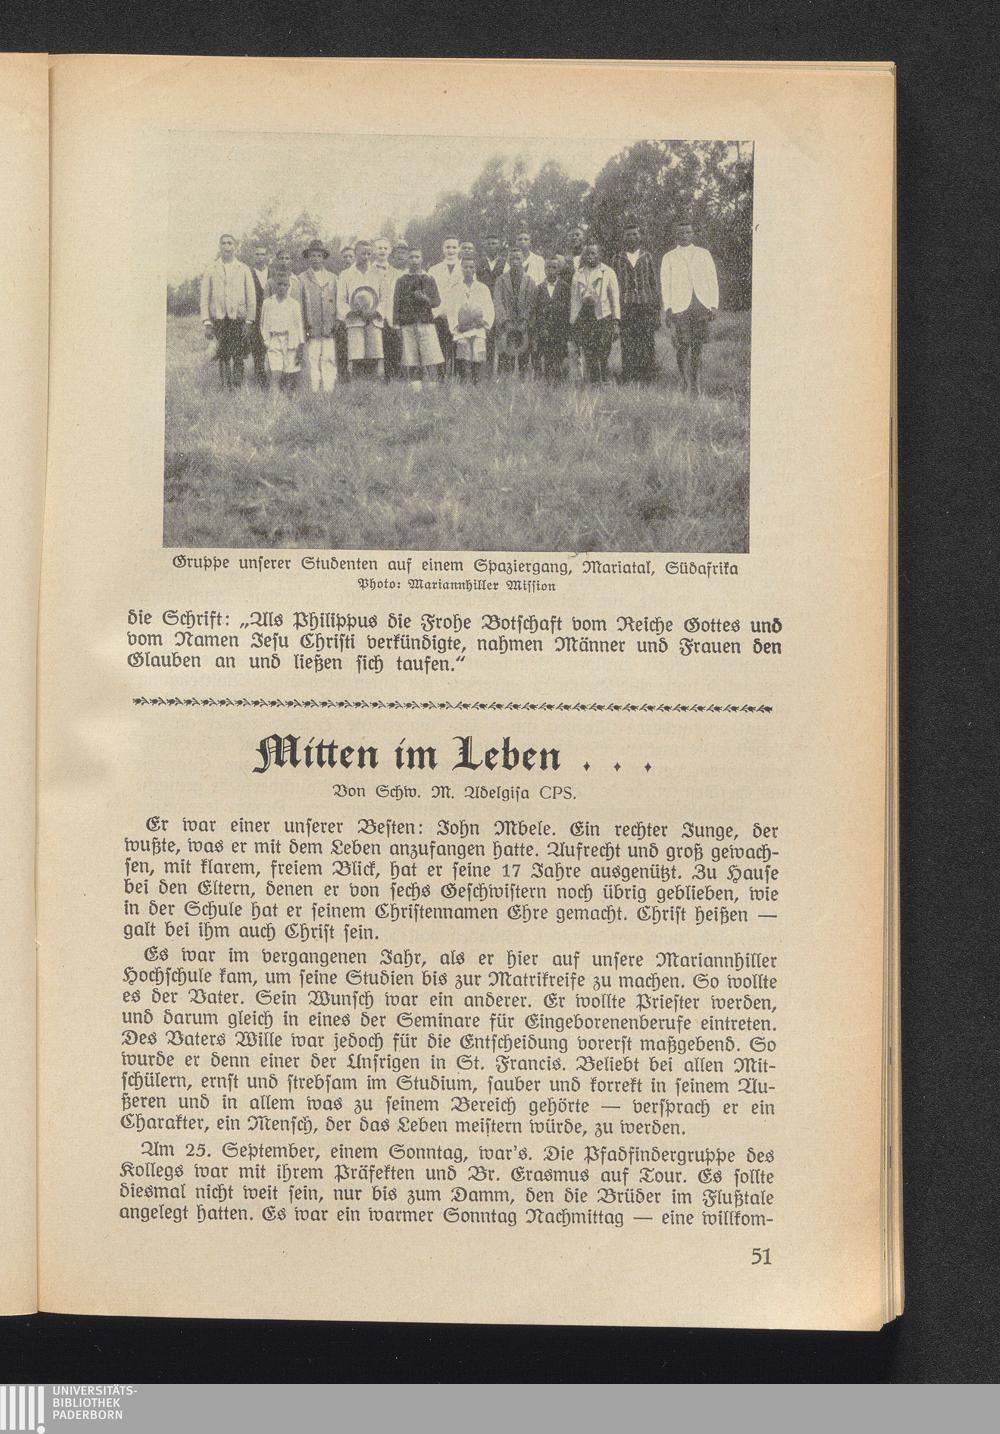 Gruppe unserer Studenten auf einem Spaziergang, Mariatal, Südafrika
Photo: Mariannhiller Mission
die Schrift: „Als Philippus die Frohe Botschaft vom Reiche Gottes und
vom Namen Jesu Christi verkündigte, nahmen Männer und Frauen den
Glauben an und ließen sich taufen.“
Mitten im Leben . . .
Von Schw. M. Adelgisa CPS.
Er war einer unserer Besten: John Mbele. Ein rechter Junge, der
wußte, was er mit dem Leben anzufangen hatte. Aufrecht und groß gewach-
sen, mit klarem, freiem Blick, hat er seine 17 Jahre ausgenützt. Zu Hause
bei den Eltern, denen er von sechs Geschwistern noch übrig geblieben, wie
in der Schule hat er seinem Christennamen Ehre gemacht. Christ heißen —
galt bei ihm auch Christ sein.
Es war im vergangenen Jahr, als er hier auf unsere Mariannhiller
Hochschule kam, um seine Studien bis zur Matrikreife zu machen. So wollte
es der Vater. Sein Wunsch war ein anderer. Er wollte Priester werden,
und darum gleich in eines der Seminare für Eingeborenenberufe eintreten.
Des Vaters Wille war jedoch für die Entscheidung vorerst maßgebend. So
wurde er denn einer der Unsrigen in St. Francis. Beliebt bei allen Mit-
schülern, ernst und strebsam im Studium, sauber und korrekt in seinem Äu-
ßeren und in allem was zu seinem Bereich gehörte — versprach er ein
Charakter, ein Mensch, der das Leben meistern würde, zu werden.
Am 25. September, einem Sonntag, war's. Die Pfadfindergruppe des
Kollegs war mit ihrem Präfekten und Br. Erasmus auf Tour. Es sollte
diesmal nicht weit sein, nur bis zum Damm, den die Brüder im Flußtale
angelegt hatten. Es war ein warmer Sonntag Nachmittag — eine willkom-
51
UNIVERSITÄTS-
BIBLIOTHEK
PADERBORN